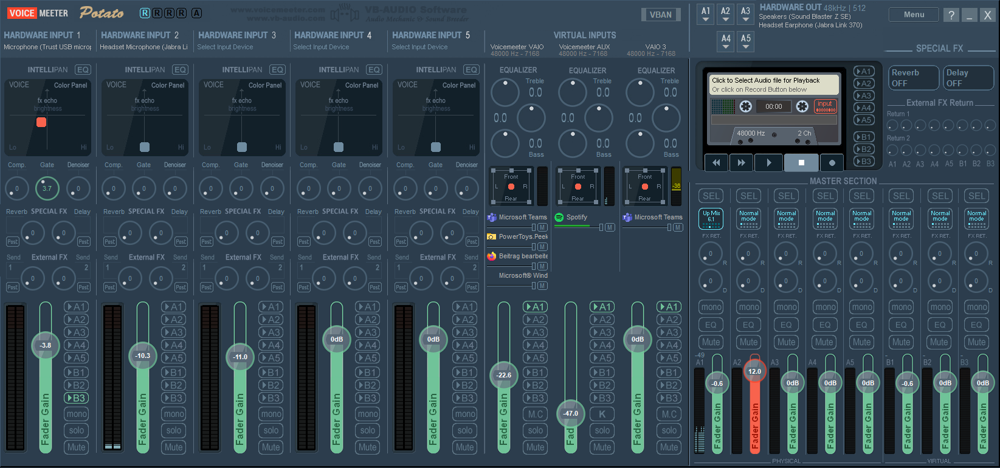 VOICE MEETER Potato R R R R A www.voicemeeter.com www.vb-audio.com VB-AUDIO Software Audio Mechanic & Sound Breeder VBAN
A1 A2 A3 A4 A5
HARDWARE OUT 48kHz | 512
Speakers (Sound Blaster Z SE)
Headset Earphone (Jabra Link 370)
Menu ? _ X
HARDWARE INPUT 1
Microphone (Trust USB microp
HARDWARE INPUT 2
Headset Microphone (Jabra Li
HARDWARE INPUT 3
Select Input Device
HARDWARE INPUT 4
Select Input Device
HARDWARE INPUT 5
Select Input Device
VIRTUAL INPUTS
Voicemeeter VAIO
48000 Hz - 7168
Voicemeeter AUX
48000 Hz - 7168
VAIO 3
48000 Hz - 7168
SPECIAL FX
INTELLIPAN EQ INTELLIPAN EQ INTELLIPAN EQ INTELLIPAN EQ INTELLIPAN EQ
VOICE Color Panel VOICE Color Panel VOICE Color Panel VOICE Color Panel VOICE Color Panel
fx echo fx echo fx echo fx echo fx echo
brightness brightness brightness brightness brightness
Lo Hi Lo Hi Lo Hi Lo Hi Lo Hi
Comp. Gate Denoiser Comp. Gate Denoiser Comp. Gate Denoiser Comp. Gate Denoiser Comp. Gate Denoiser
0 3.7 0 0 0 0 0 0 0 0 0 0 0 0 0
Reverb SPECIAL FX Delay Reverb SPECIAL FX Delay Reverb SPECIAL FX Delay Reverb SPECIAL FX Delay Reverb SPECIAL FX Delay
0 0 0 0 0 0 0 0 0 0
Post Post Post Post Post Post Post Post Post Post
Send External FX Send Send External FX Send Send External FX Send Send External FX Send Send External FX Send
1 2 1 2 1 2 1 2 1 2
0 0 0 0 0 0 0 0 0 0
Post Post Post Post Post Post Post Post Post Post
EQUALIZER EQUALIZER EQUALIZER
Treble Treble Treble
0.0 0.0 0.0
0.0 0.0 0.0
0.0 0.0 0.0
Bass Bass Bass
Front Front Front
L R L R L R -36
Rear Rear Rear
Microsoft Teams
M
PowerToys.Peek
M
Beitrag bearbeite
M
Microsoft® Wind
M
Spotify
M
Microsoft Teams
M
A1 A1 A1 A1 A1 A1 A1 A1
A2 A2 A2 A2 A2 A2 A2 A2
A3 A3 A3 A3 A3 A3 A3 A3
A4 A4 A4 A4 A4 A4 A4 A4
A5 A5 A5 A5 A5 A5 A5 A5
B1 B1 B1 B1 B1 B1 B1 B1
B2 B2 B2 B2 B2 B2 B2 B2
B3 B3 B3 B3 B3 B3 B3 B3
-3.8 -10.3 -11.0 0dB 0dB -22.6 -47.0 0dB
mono mono mono mono mono M.C K M.C
solo solo solo solo solo solo solo solo
Mute Mute Mute Mute Mute Mute Mute Mute
Fader Gain Fader Gain Fader Gain Fader Gain Fader Gain Fader Gain Fader Gain Fader Gain
Click to Select Audio file for Playback
Or click on Record Button below
00:00 Input
48000 Hz 2 Ch
A1
A2
A3
A4
A5
B1
B2
B3
Reverb
OFF
Delay
OFF
External FX Return
Return 1
Return 2
A1 A2 A3 A4 A5 B1 B2 B3
MASTER SECTION
SEL SEL SEL SEL SEL SEL SEL SEL
Up Mix Normal Normal Normal Normal Normal Normal Normal
6.1 mode mode mode mode mode mode mode
FX RET. FX RET. FX RET. FX RET. FX RET. FX RET. FX RET. FX RET.
0 0 0 0 0 0 0 0
R R R R R R R R
0 0 0 0 0 0 0 0
D D D D D D D D
mono mono mono mono mono mono mono mono
EQ EQ EQ EQ EQ EQ EQ EQ
Mute Mute Mute Mute Mute Mute Mute Mute
-49 - - -
A1 A2 A3 A4 A5 B1 B2 B3
-0.6 12.0 0dB 0dB 0dB -0.6 0dB 0dB
Fader Gain Fader Gain Fader Gain Fader Gain Fader Gain Fader Gain Fader Gain Fader Gain
PHYSICAL VIRTUAL